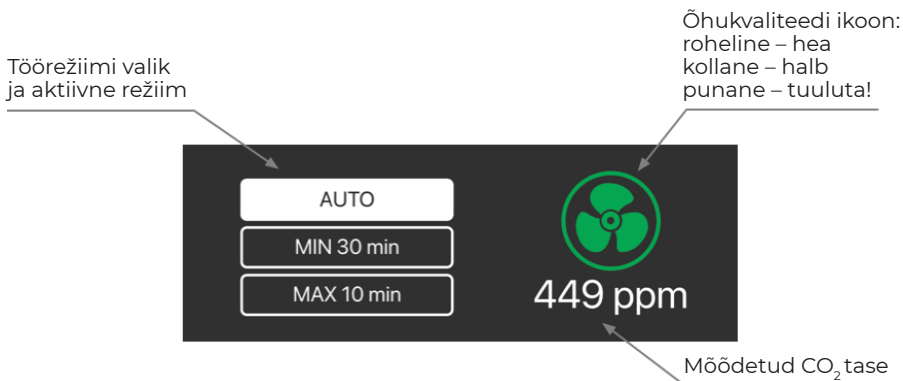 Õhukvaliteedi ikoon:
roheline – hea
kollane – halb
punane – tuuluta!
Töörežiimi valik
ja aktiivne režiim
AUTO
MIN 30 min
MAX 10 min
449 ppm
Mõõdetud CO₂ tase